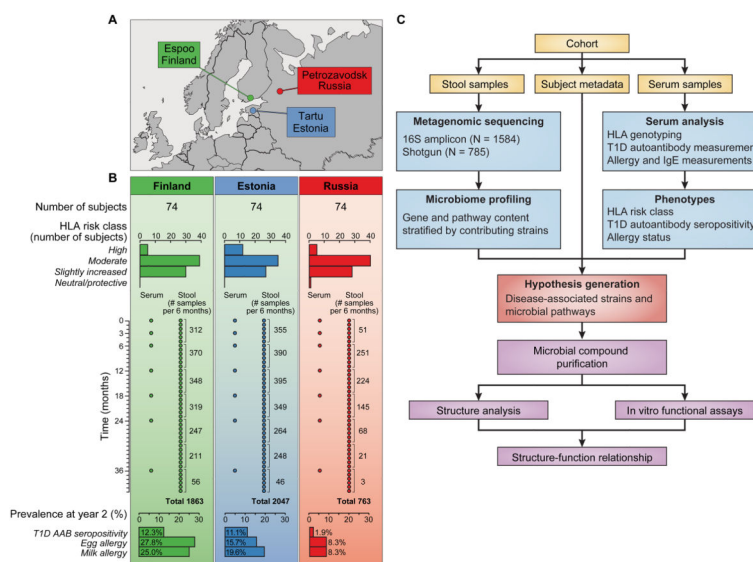 A
Espoo
Finland
Petrozavodsk
Russia
Tartu
Estonia
B
Finland Estonia Russia
Number of subjects 74 74 74
HLA risk class
(number of subjects)
0 10 20 30 40 0 10 20 30 40 0 10 20 30 40
High
Moderate
Slightly increased
Neutral/protective
Serum Stool Serum Stool Serum Stool
(# samples per 6 months) (# samples per 6 months) (# samples per 6 months)
Time (months)
0
312 355 51
3
6
370 390 251
12
348 395 224
18
319 349 145
24
247 264 68
211 248 21
36
56 46 3
Total 1863 Total 2047 Total 763
Prevalence at year 2 (%)
0 10 20 30 0 10 20 30 0 10 20 30
T1D AAB seropositivity 12.3% 11.1% 1.9%
Egg allergy 27.8% 15.7% 8.3%
Milk allergy 25.0% 19.6% 8.3%
C
Cohort
Stool samples
Subject metadata
Serum samples
Metagenomic sequencing
16S amplicon (N = 1584)
Shotgun (N = 785)
Serum analysis
HLA genotyping
T1D autoantibody measurement
Allergy and IgE measurements
Microbiome profiling
Gene and pathway content
stratified by contributing strains
Phenotypes
HLA risk class
T1D autoantibody seropositivity
Allergy status
Hypothesis generation
Disease-associated strains and
microbial pathways
Microbial compound
purification
Structure analysis
In vitro functional assays
Structure-function relationship